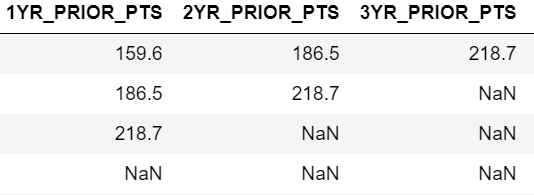 1YR_PRIOR_PTS 2YR_PRIOR_PTS 3YR_PRIOR_PTS
159.6 186.5 218.7
186.5 218.7 NaN
218.7 NaN NaN
NaN NaN NaN